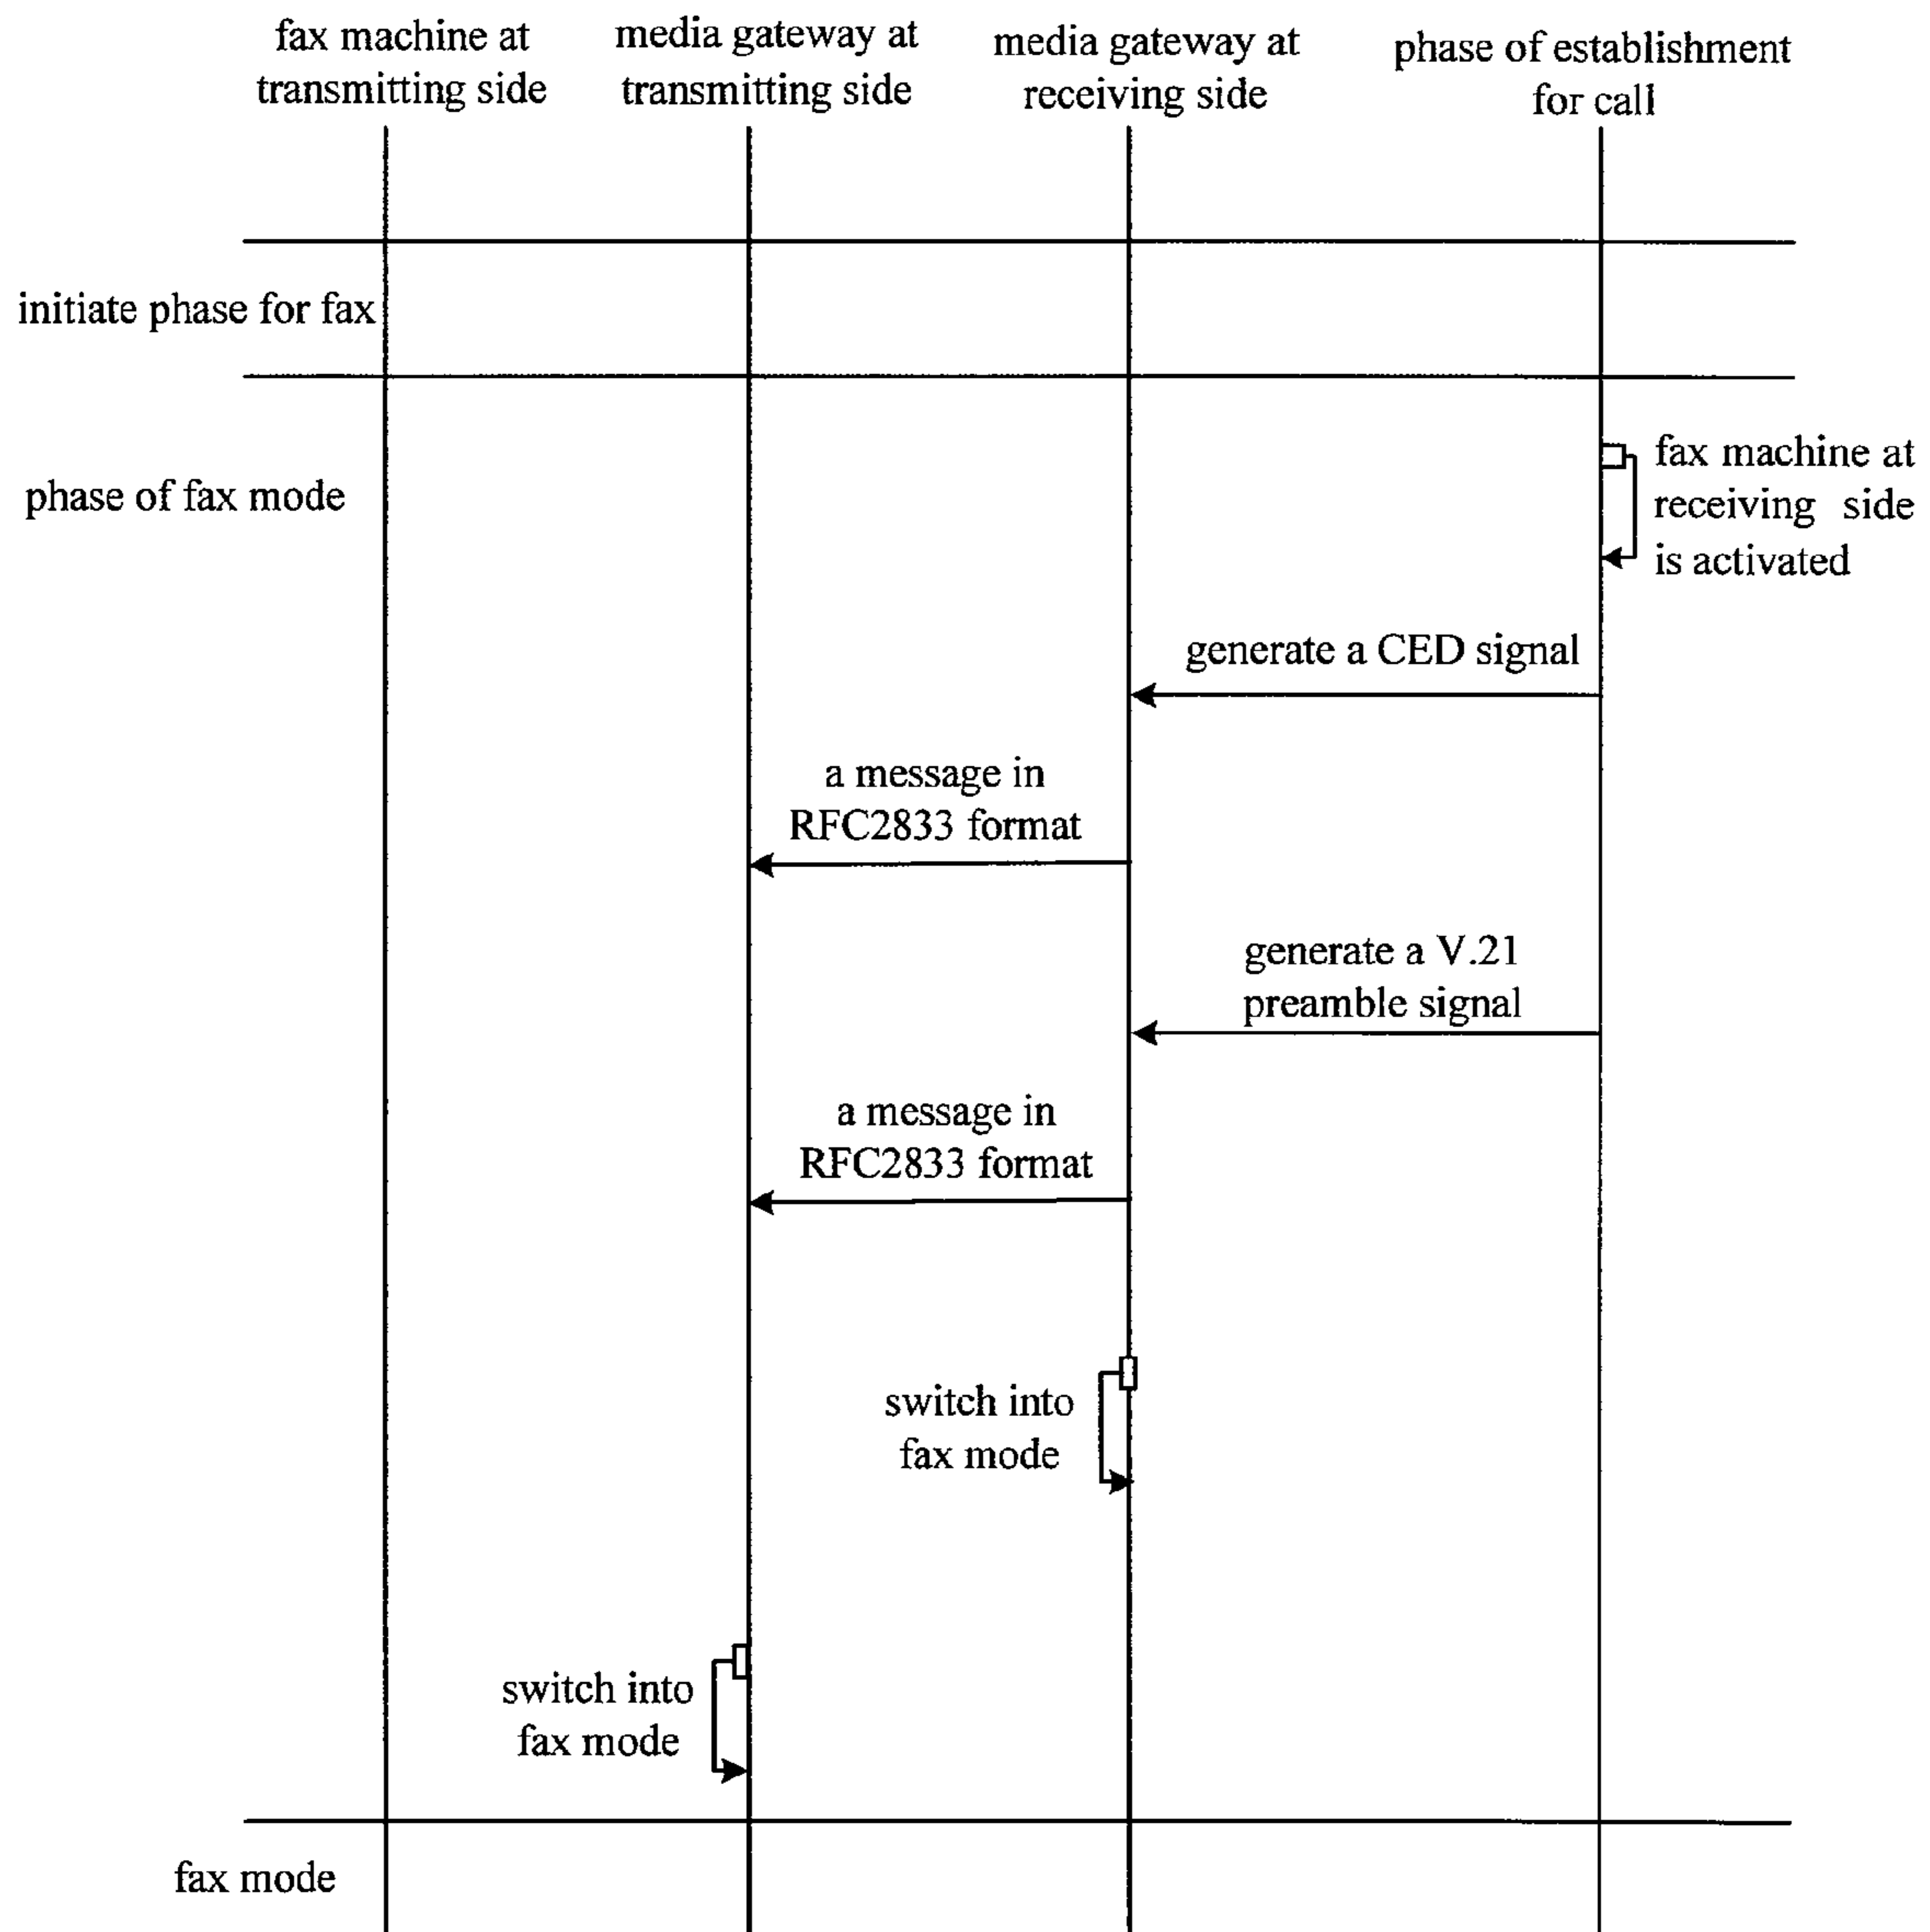 fax machine at
transmitting side
media gateway at
transmitting side
media gateway at
receiving side
phase of establishment
for call
initiate phase for fax
phase of fax mode
fax machine at
receiving side
is activated
generate a CED signal
a message in
RFC2833 format
generate a V.21
preamble signal
a message in
RFC2833 format
switch into
fax mode
switch into
fax mode
fax mode